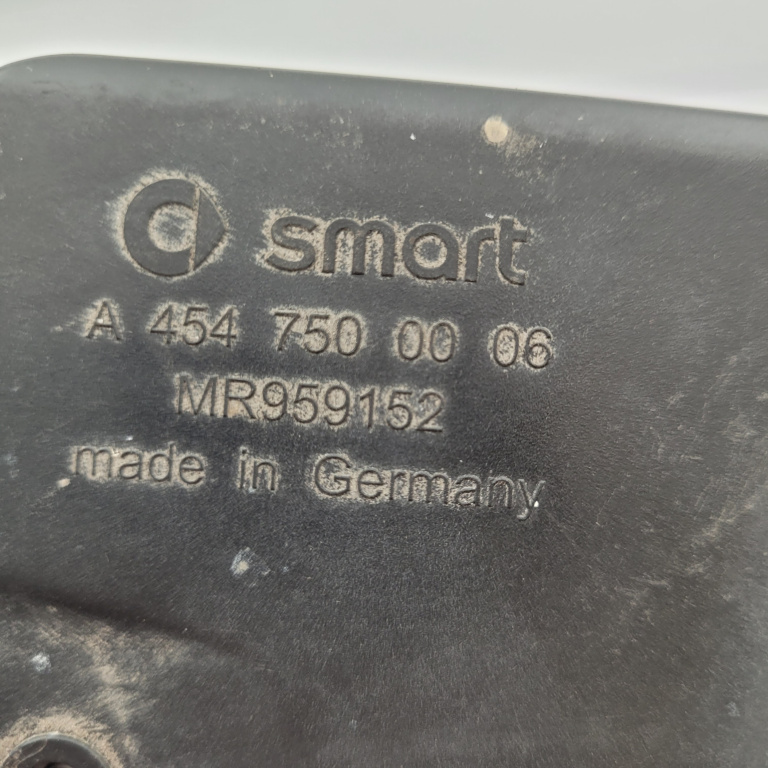 smart
A 454 750 00 06
MR959152
made in Germany